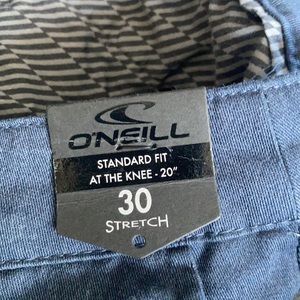 O'NEILL
STANDARD FIT
AT THE KNEE - 20"
30
STRETCH